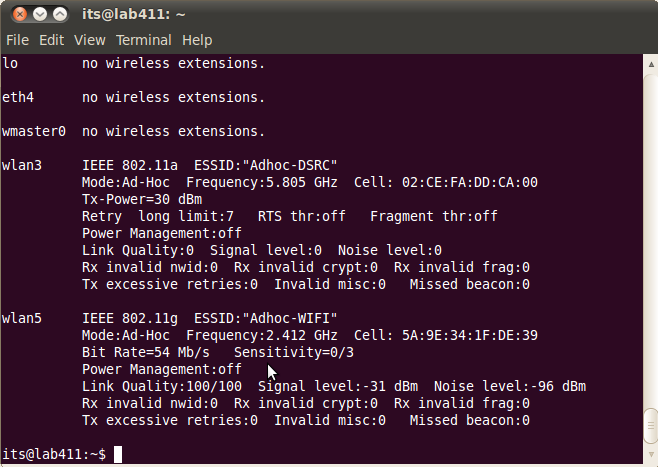 its@lab411: ~
File Edit View Terminal Help
lo        no wireless extensions.
eth4      no wireless extensions.
wmaster0  no wireless extensions.
wlan3     IEEE 802.11a  ESSID:"Adhoc-DSRC"
          Mode:Ad-Hoc  Frequency:5.805 GHz  Cell: 02:CE:FA:DD:CA:00
          Tx-Power=30 dBm
          Retry  long limit:7   RTS thr:off   Fragment thr:off
          Power Management:off
          Link Quality:0  Signal level:0  Noise level:0
          Rx invalid nwid:0  Rx invalid crypt:0  Rx invalid frag:0
          Tx excessive retries:0  Invalid misc:0   Missed beacon:0
wlan5     IEEE 802.11g  ESSID:"Adhoc-WIFI"
          Mode:Ad-Hoc  Frequency:2.412 GHz  Cell: 5A:9E:34:1F:DE:39
          Bit Rate=54 Mb/s   Sensitivity=0/3
          Power Management:off
          Link Quality:100/100  Signal level:-31 dBm  Noise level:-96 dBm
          Rx invalid nwid:0  Rx invalid crypt:0  Rx invalid frag:0
          Tx excessive retries:0  Invalid misc:0   Missed beacon:0
its@lab411:~$